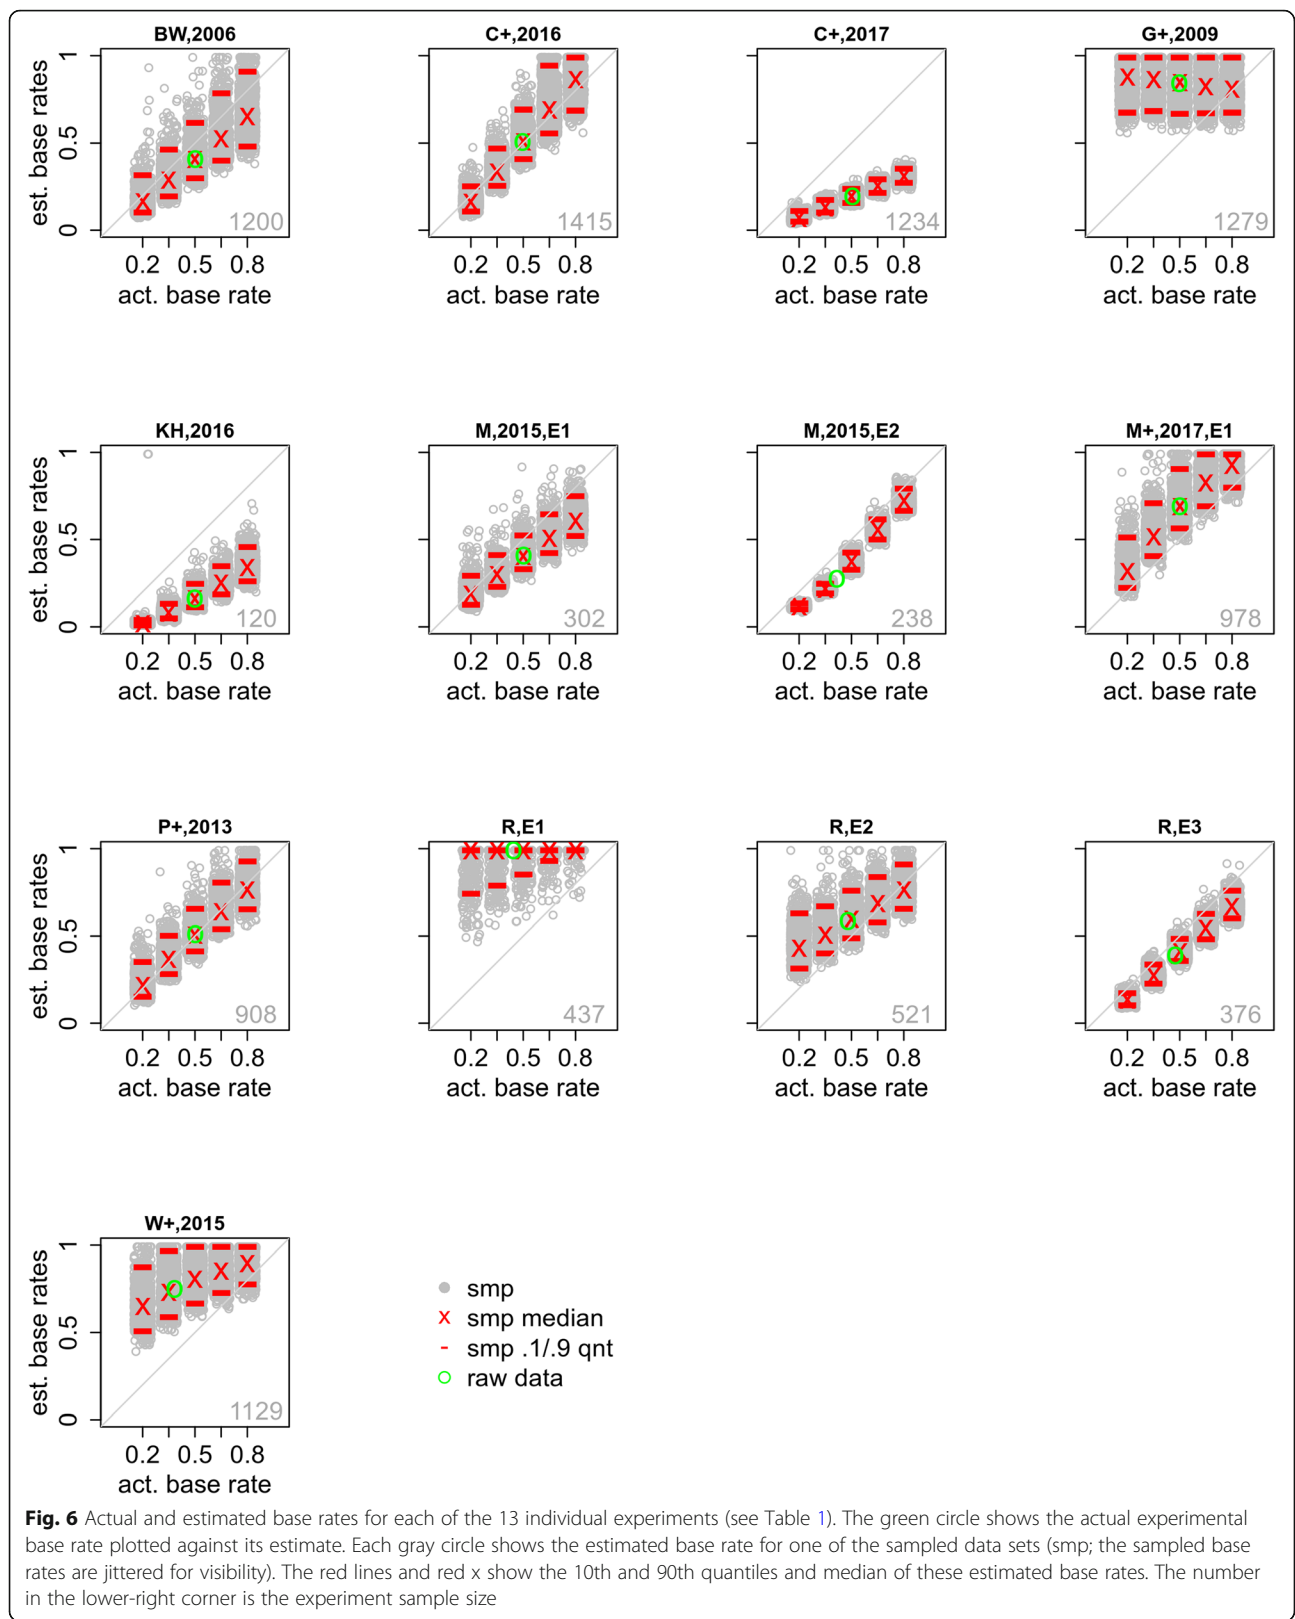 BW,2006 C+,2016 C+,2017 G+,2009
est. base rates
1
0.5
0
1200 1415 1234 1279
0.2 0.5 0.8 0.2 0.5 0.8 0.2 0.5 0.8 0.2 0.5 0.8
act. base rate act. base rate act. base rate act. base rate
KH,2016 M,2015,E1 M,2015,E2 M+,2017,E1
est. base rates
1
0.5
0
120 302 238 978
0.2 0.5 0.8 0.2 0.5 0.8 0.2 0.5 0.8 0.2 0.5 0.8
act. base rate act. base rate act. base rate act. base rate
P+,2013 R,E1 R,E2 R,E3
est. base rates
1
0.5
0
908 437 521 376
0.2 0.5 0.8 0.2 0.5 0.8 0.2 0.5 0.8 0.2 0.5 0.8
act. base rate act. base rate act. base rate act. base rate
W+,2015
est. base rates
1
0.5
0
1129
0.2 0.5 0.8
act. base rate
smp
x smp median
- smp .1/.9 qnt
raw data
Fig. 6 Actual and estimated base rates for each of the 13 individual experiments (see Table 1). The green circle shows the actual experimental
base rate plotted against its estimate. Each gray circle shows the estimated base rate for one of the sampled data sets (smp; the sampled base
rates are jittered for visibility). The red lines and red x show the 10th and 90th quantiles and median of these estimated base rates. The number
in the lower-right corner is the experiment sample size